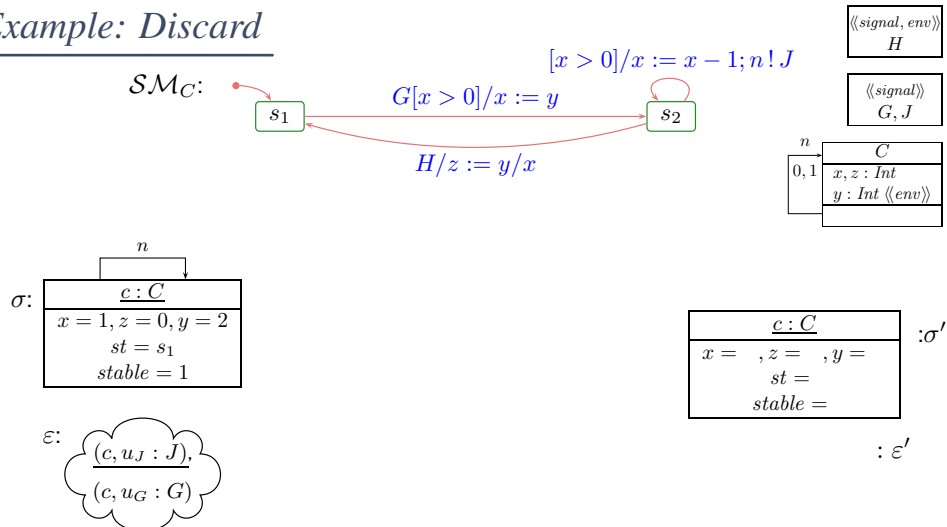 Example: Discard
⟪signal, env⟫
H
⟪signal⟫
G, J
n
0, 1
C
x, z : Int
y : Int ⟪env⟫
SM_C:
s₁
s₂
G[x > 0]/x := y
[x > 0]/x := x − 1; n ! J
H/z := y/x
σ:
n
c : C
x = 1, z = 0, y = 2
st = s₁
stable = 1
ε:
(c, u_J : J),
(c, u_G : G)
c : C
x = , z = , y =
st =
stable =
:σ′
: ε′